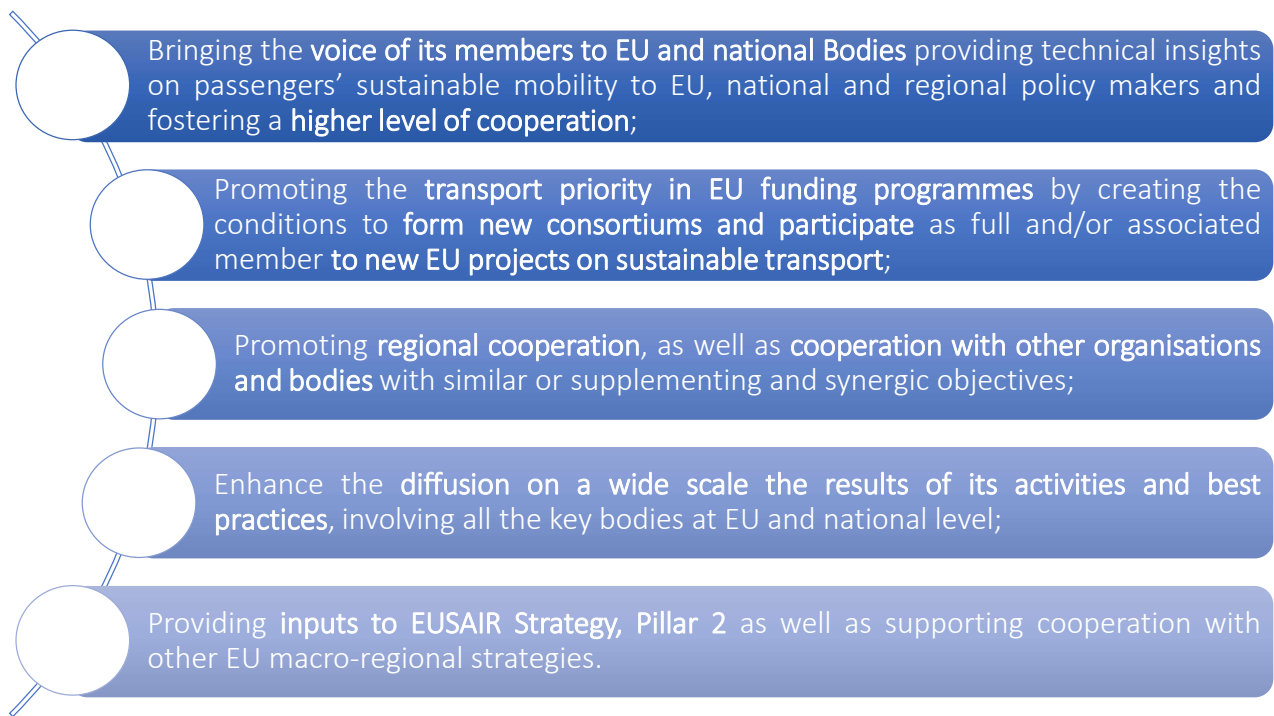 Bringing the voice of its members to EU and national Bodies providing technical insights
on passengers’ sustainable mobility to EU, national and regional policy makers and
fostering a higher level of cooperation;
Promoting the transport priority in EU funding programmes by creating the
conditions to form new consortiums and participate as full and/or associated
member to new EU projects on sustainable transport;
Promoting regional cooperation, as well as cooperation with other organisations
and bodies with similar or supplementing and synergic objectives;
Enhance the diffusion on a wide scale the results of its activities and best
practices, involving all the key bodies at EU and national level;
Providing inputs to EUSAIR Strategy, Pillar 2 as well as supporting cooperation with
other EU macro-regional strategies.